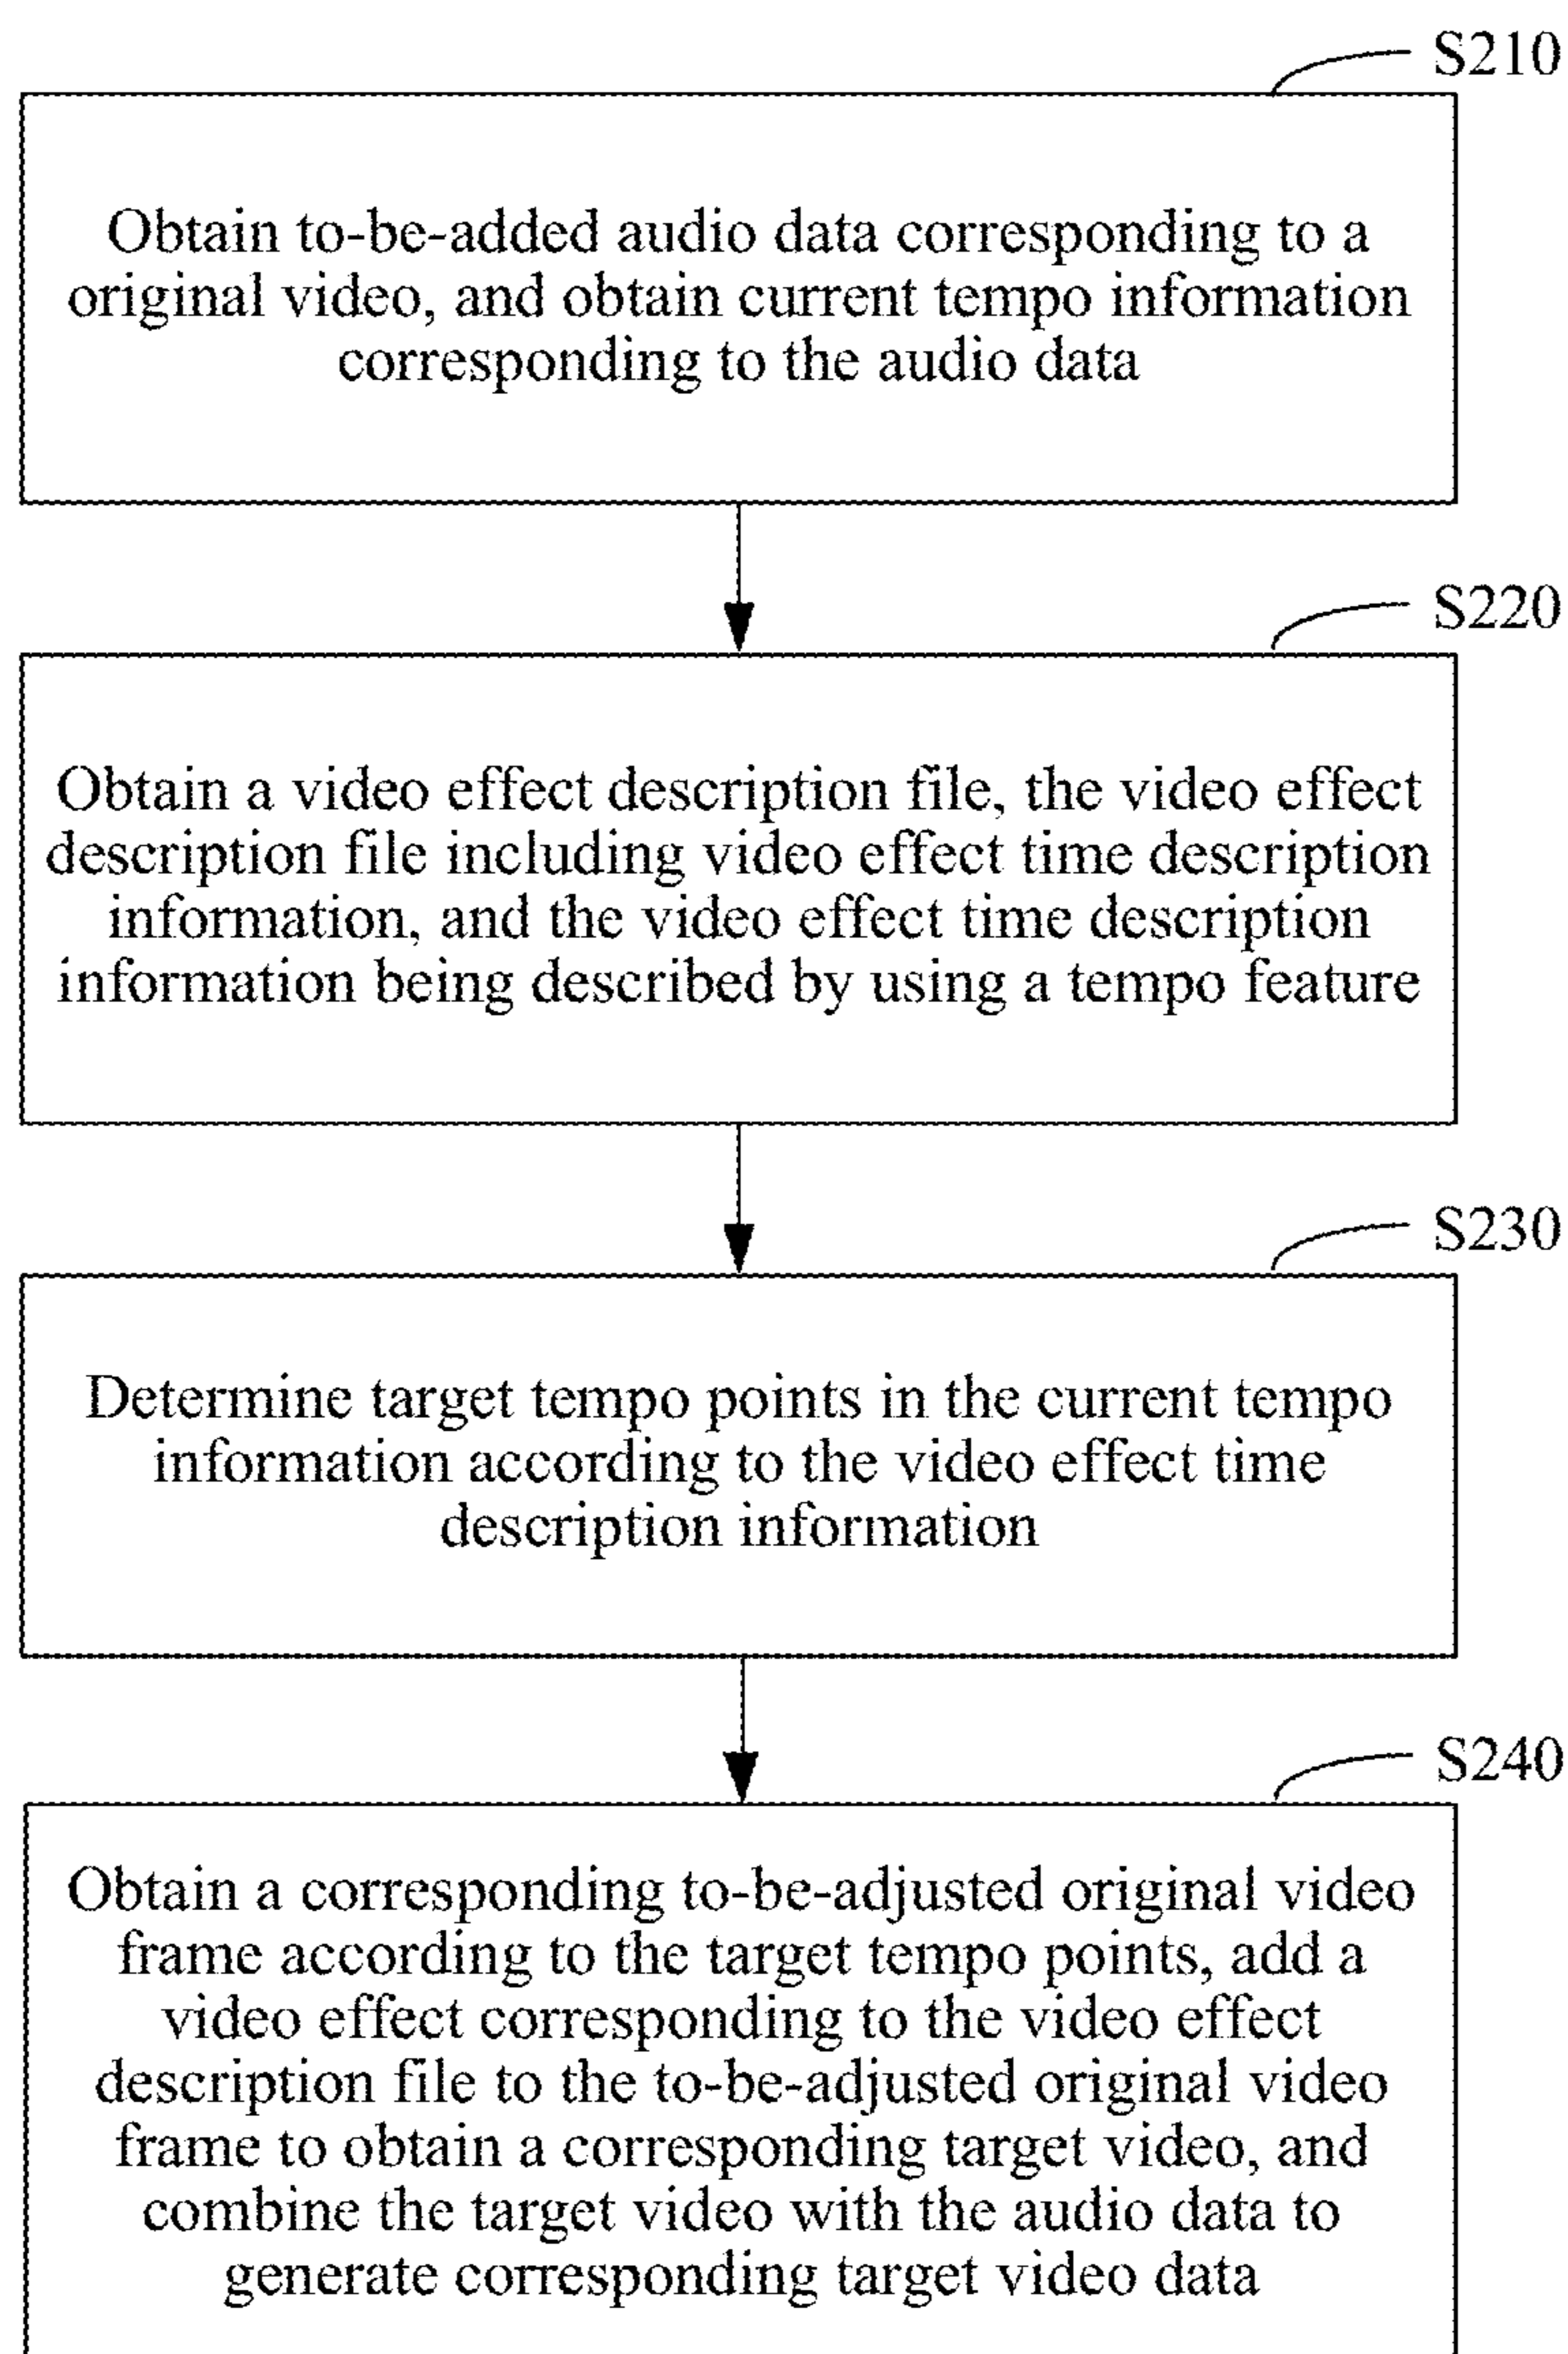 S210
Obtain to-be-added audio data corresponding to a
original video, and obtain current tempo information
corresponding to the audio data
S220
Obtain a video effect description file, the video effect
description file including video effect time description
information, and the video effect time description
information being described by using a tempo feature
S230
Determine target tempo points in the current tempo
information according to the video effect time
description information
S240
Obtain a corresponding to-be-adjusted original video
frame according to the target tempo points, add a
video effect corresponding to the video effect
description file to the to-be-adjusted original video
frame to obtain a corresponding target video, and
combine the target video with the audio data to
generate corresponding target video data